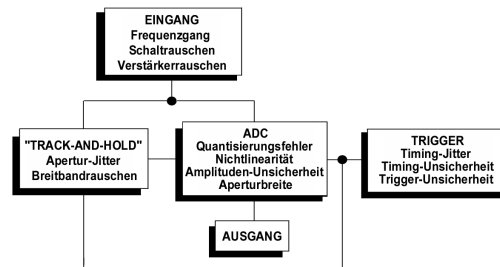 EINGANG
Frequenzgang
Schaltrauschen
Verstärkerrauschen
"TRACK-AND-HOLD"
Apertur-Jitter
Breitbandrauschen
ADC
Quantisierungsfehler
Nichtlinearität
Amplituden-Unsicherheit
Aperturbreite
TRIGGER
Timing-Jitter
Timing-Unsicherheit
Trigger-Unsicherheit
AUSGANG